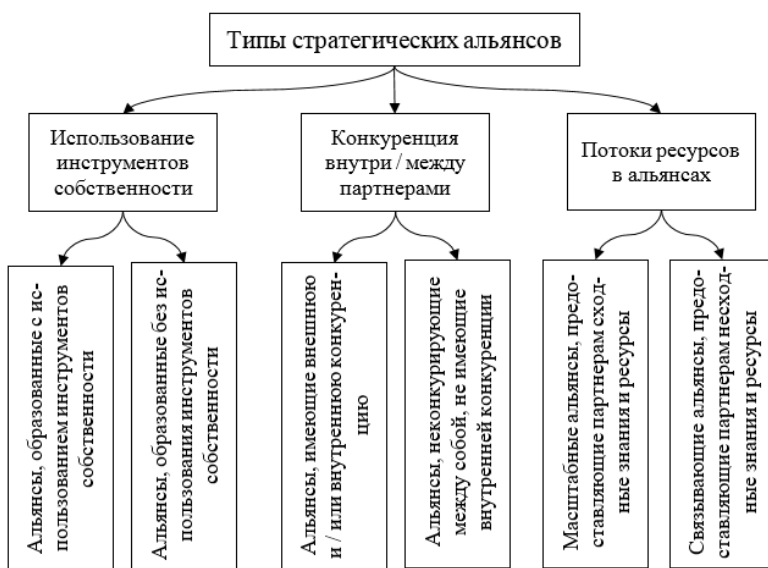 Типы стратегических альянсов
Использование
инструментов
собственности
Конкуренция
внутри / между
партнерами
Потоки ресурсов
в альянсах
Альянсы, образованные с ис-
пользованием инструментов
собственности
Альянсы, образованные без ис-
пользования инструментов
собственности
Альянсы, имеющие внешнюю
и / или внутреннюю конкурен-
цию
Альянсы, неконкурирующие
между собой, не имеющие
внутренней конкуренции
Масштабные альянсы, предо-
ставляющие партнерам сход-
ные знания и ресурсы
Связывающие альянсы, предо-
ставляющие партнерам несход-
ные знания и ресурсы